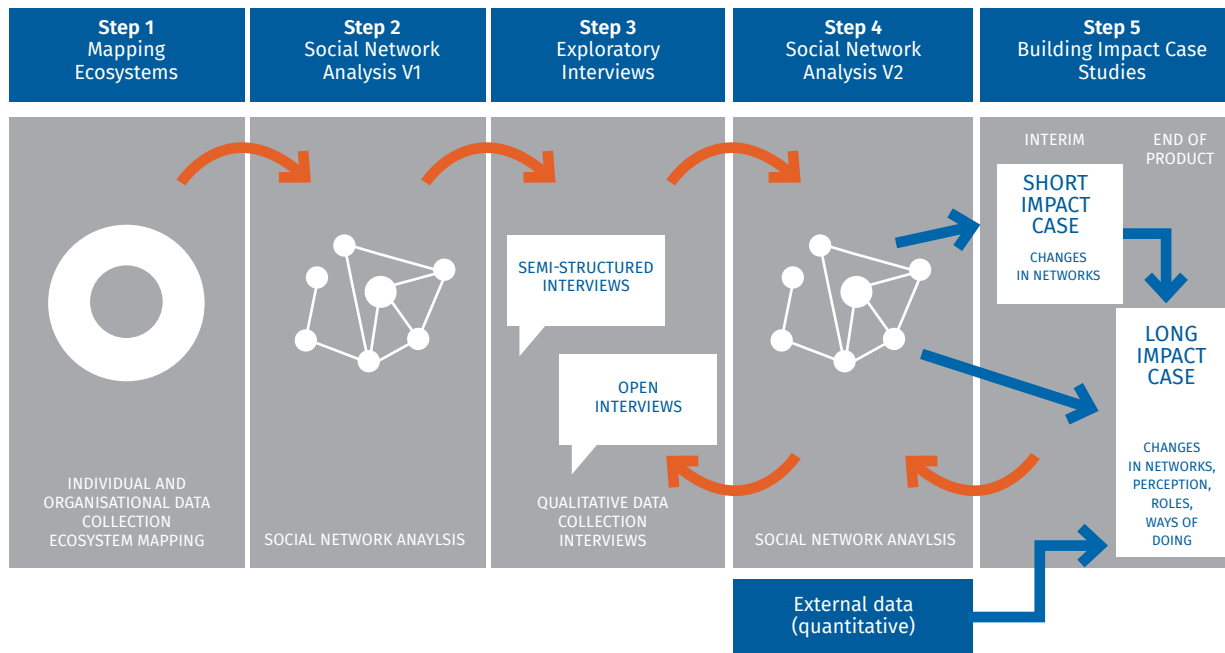 Step 1
Mapping
Ecosystems
Step 2
Social Network
Analysis V1
Step 3
Exploratory
Interviews
Step 4
Social Network
Analysis V2
Step 5
Building Impact Case
Studies
INDIVIDUAL AND
ORGANISATIONAL DATA
COLLECTION
ECOSYSTEM MAPPING
SOCIAL NETWORK ANAYLSIS
SEMI-STRUCTURED
INTERVIEWS
OPEN
INTERVIEWS
QUALITATIVE DATA
COLLECTION
INTERVIEWS
SOCIAL NETWORK ANAYLSIS
INTERIM
SHORT
IMPACT
CASE
CHANGES
IN NETWORKS
END OF
PRODUCT
LONG
IMPACT
CASE
CHANGES
IN NETWORKS,
PERCEPTION,
ROLES,
WAYS OF
DOING
External data
(quantitative)